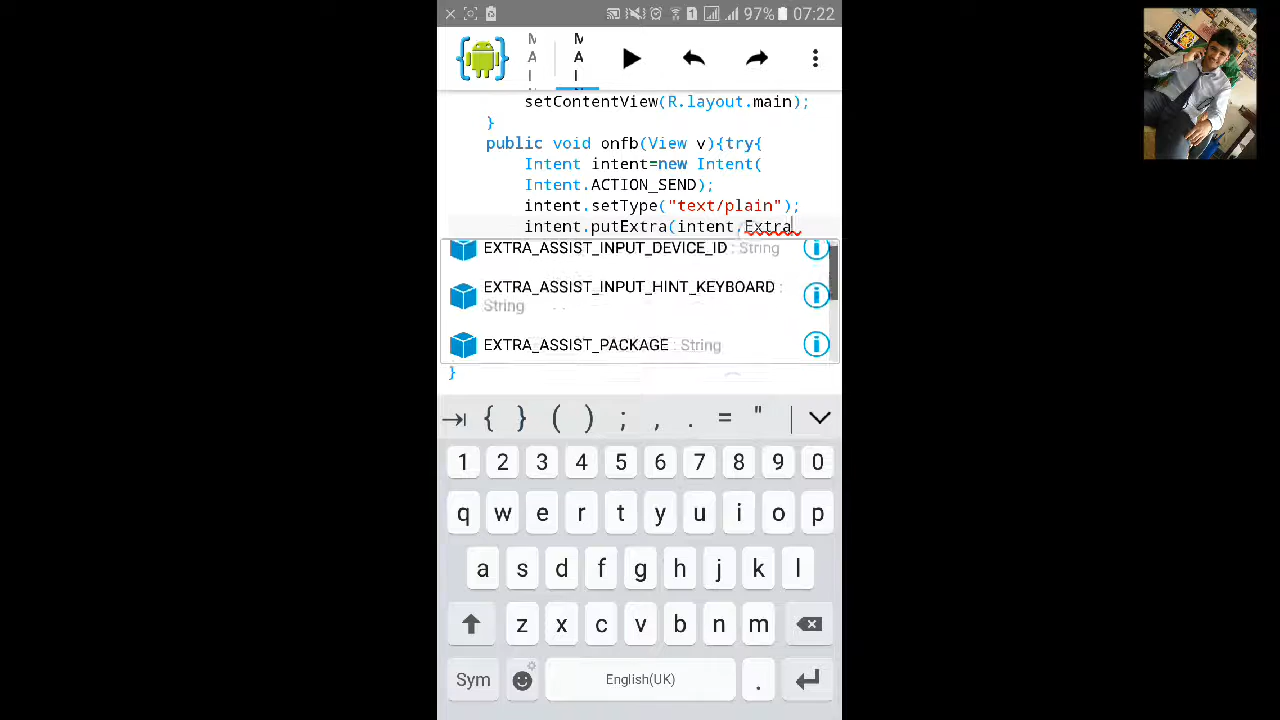 97% 07:22
M
A
I
M
A
I
setContentView(R.layout.main);
}
public void onfb(View v){try{
Intent intent=new Intent(
Intent.ACTION_SEND);
intent.setType("text/plain");
intent.putExtra(intent.Extra
EXTRA_ASSIST_INPUT_DEVICE_ID : String
EXTRA_ASSIST_INPUT_HINT_KEYBOARD :
String
EXTRA_ASSIST_PACKAGE : String
}
{ } ( ) ; , . = "
1 2 3 4 5 6 7 8 9 0
q w e r t y u i o p
a s d f g h j k l
z x c v b n m
Sym English(UK) .